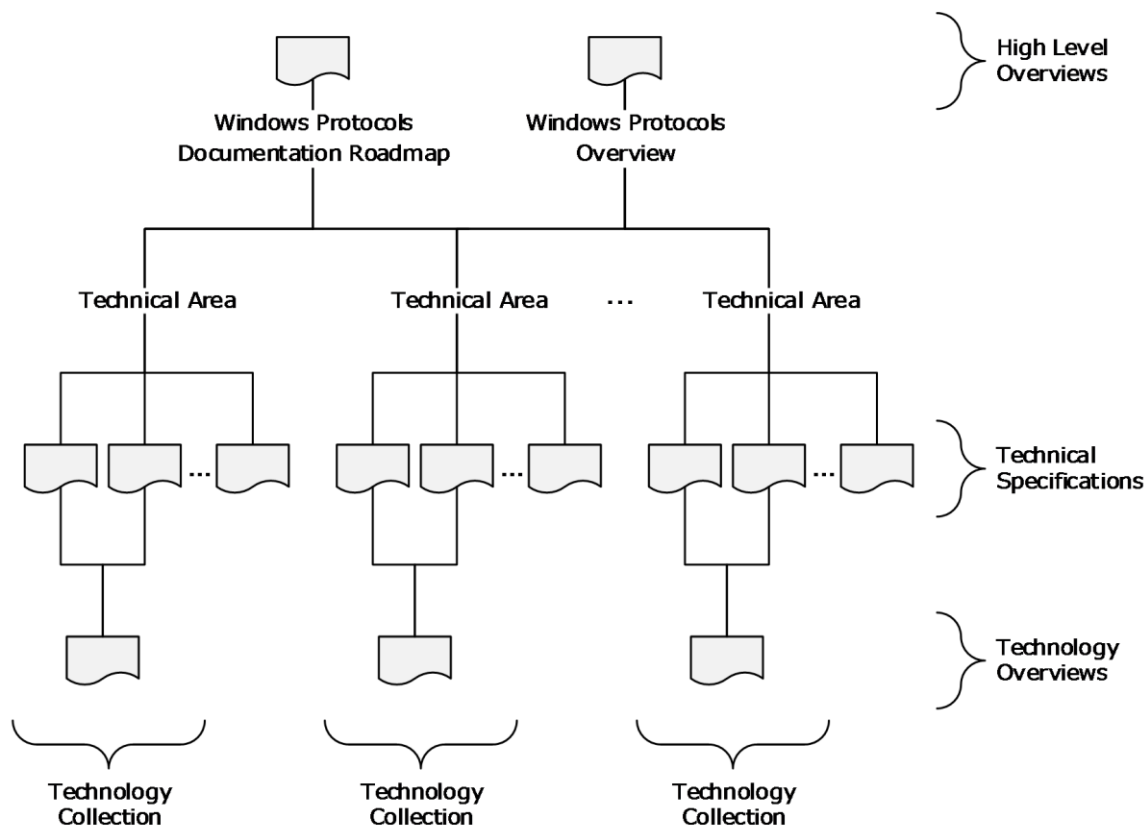 High Level
Overviews
Windows Protocols
Documentation Roadmap
Windows Protocols
Overview
Technical Area
Technical Area
...
Technical Area
...
...
...
Technical
Specifications
Technology
Overviews
Technology
Collection
Technology
Collection
Technology
Collection